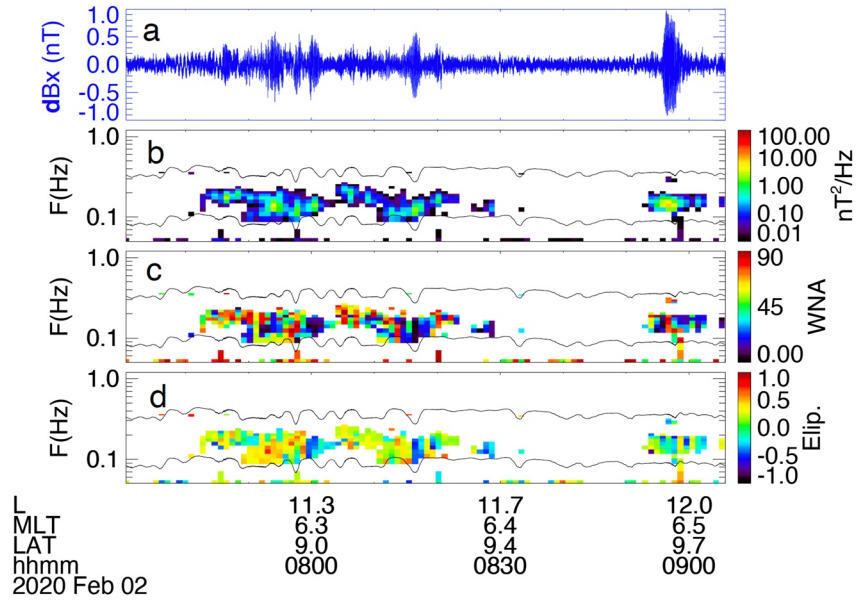 a
dBx (nT)
1.0
0.5
0.0
-0.5
-1.0
b
F(Hz)
1.0
0.1
100.00
10.00
1.00
0.10
0.01
nT²/Hz
c
F(Hz)
1.0
0.1
90
45
0.00
WNA
d
F(Hz)
1.0
0.1
1.0
0.5
0.0
-0.5
-1.0
Elip.
L 11.3 11.7 12.0
MLT 6.3 6.4 6.5
LAT 9.0 9.4 9.7
hhmm 0800 0830 0900
2020 Feb 02